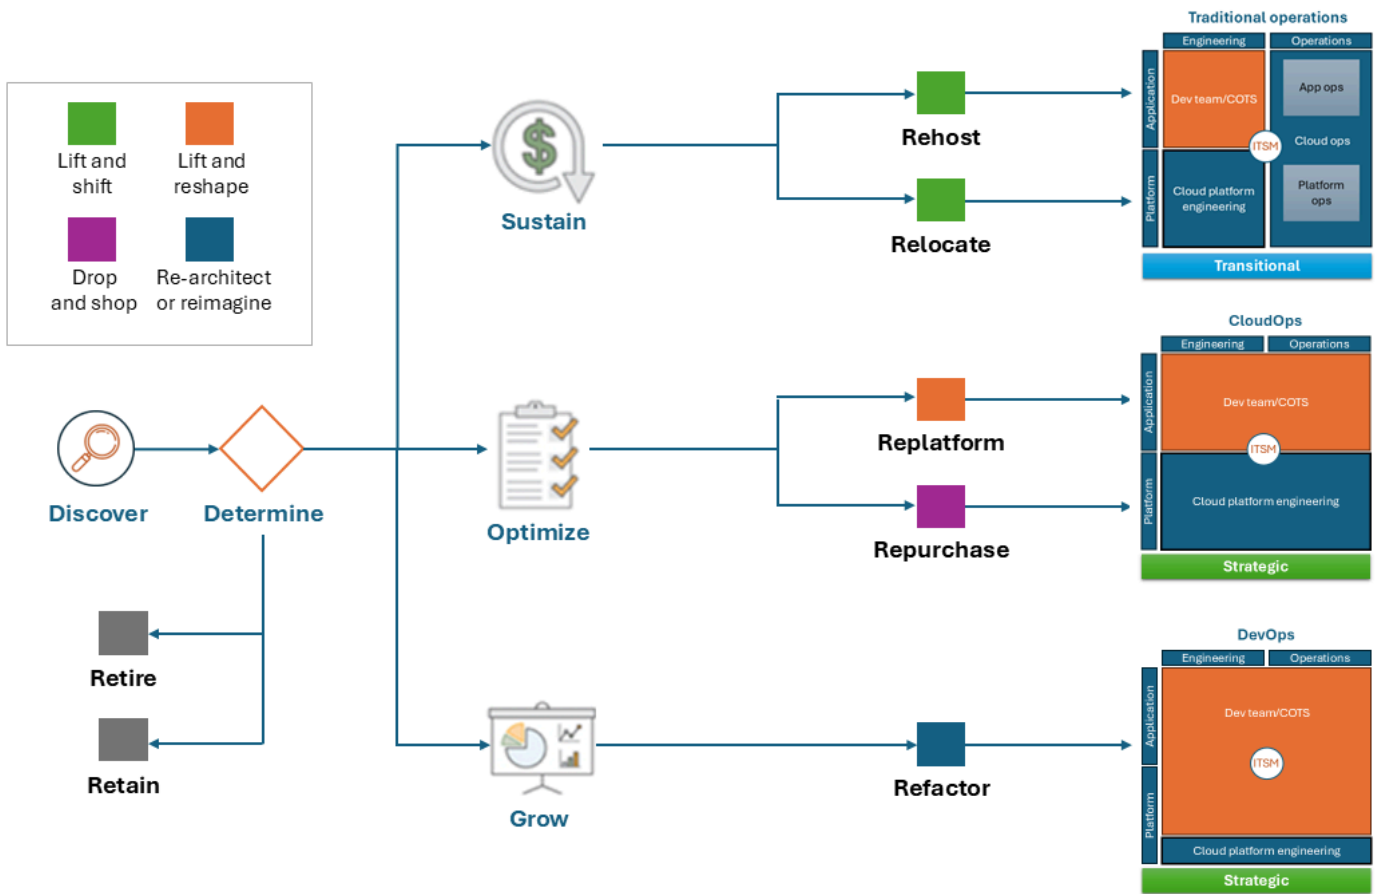 Lift and
shift
Lift and
reshape
Drop
and shop
Re-architect
or reimagine
Discover
Determine
Retire
Retain
Sustain
Optimize
Grow
Rehost
Relocate
Replatform
Repurchase
Refactor
Traditional operations
Engineering
Operations
Application
Platform
Dev team/COTS
App ops
ITSM
Cloud ops
Cloud platform
engineering
Platform
ops
Transitional
CloudOps
Engineering
Operations
Application
Platform
Dev team/COTS
ITSM
Cloud platform engineering
Strategic
DevOps
Engineering
Operations
Application
Platform
Dev team/COTS
ITSM
Cloud platform engineering
Strategic